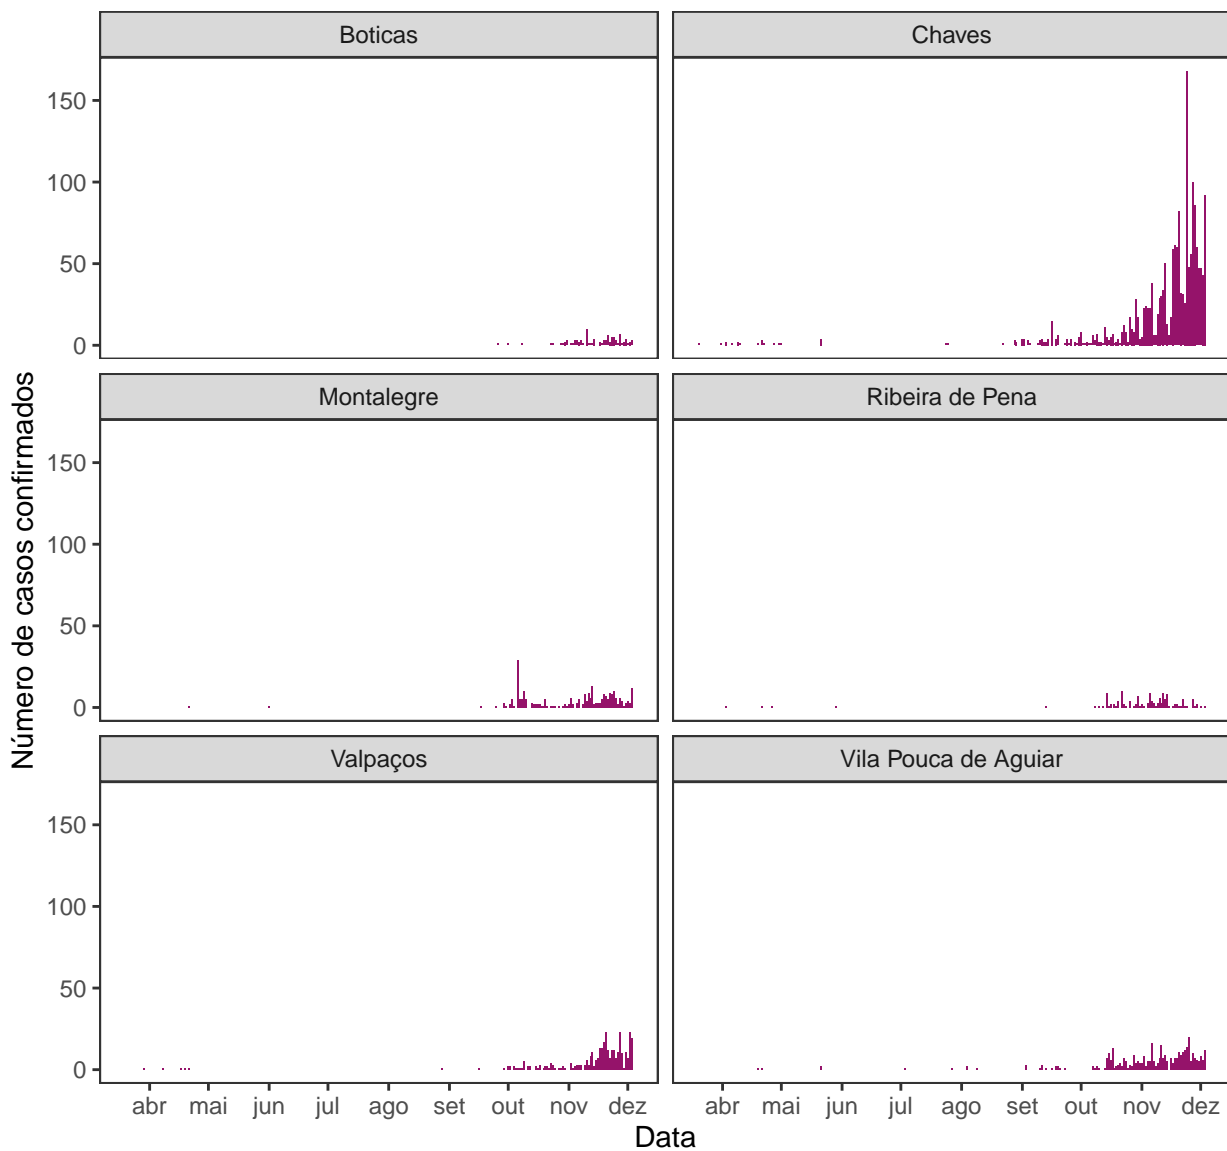 Boticas
Chaves
150
100
50
0
Montalegre
Ribeira de Pena
150
100
50
0
Valpaços
Vila Pouca de Aguiar
150
100
50
0
abr mai jun jul ago set out nov dez
abr mai jun jul ago set out nov dez
Data
Número de casos confirmados